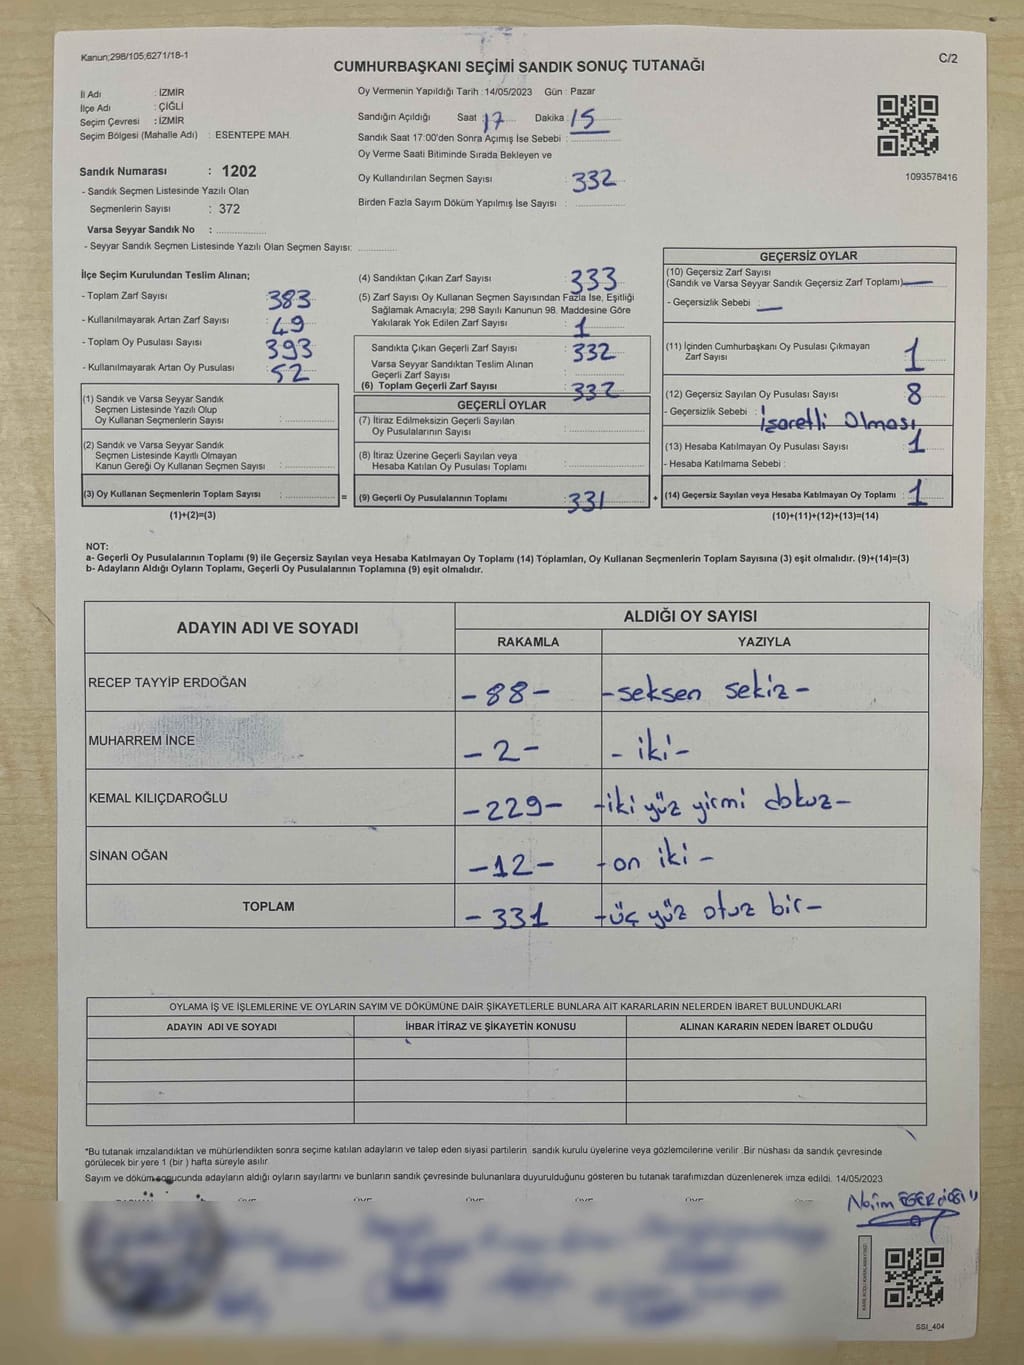 Kanun;298/105,6271/18-1
C/2
CUMHURBAŞKANI SEÇİMİ SANDIK SONUÇ TUTANAĞI
İl Adı : İZMİR
İlçe Adı : ÇİĞLİ
Seçim Çevresi : İZMİR
Seçim Bölgesi (Mahalle Adı) : ESENTEPE MAH.
Sandık Numarası : 1202
- Sandık Seçmen Listesinde Yazılı Olan
Seçmenlerin Sayısı : 372
Varsa Seyyar Sandık No :
- Seyyar Sandık Seçmen Listesinde Yazılı Olan Seçmen Sayısı:
Oy Vermenin Yapıldığı Tarih :14/05/2023 Gün : Pazar
Sandığın Açıldığı Saat 17 Dakika : 15
Sandık Saat 17:00'den Sonra Açımış İse Sebebi :
Oy Verme Saati Bitiminde Sırada Bekleyen ve
Oy Kullandırılan Seçmen Sayısı : 332
Birden Fazla Sayım Döküm Yapılmış İse Sayısı :
1093578416
İlçe Seçim Kurulundan Teslim Alınan;
- Toplam Zarf Sayısı : 383
- Kullanılmayarak Artan Zarf Sayısı : 49
- Toplam Oy Pusulası Sayısı : 393
- Kullanılmayarak Artan Oy Pusulası : 52
(1) Sandık ve Varsa Seyyar Sandık
Seçmen Listesinde Yazılı Olup
Oy Kullanan Seçmenlerin Sayısı :
(2) Sandık ve Varsa Seyyar Sandık
Seçmen Listesinde Kayıtlı Olmayan
Kanun Gereği Oy Kullanan Seçmen Sayısı :
(3) Oy Kullanan Seçmenlerin Toplam Sayısı : =
(1)+(2)=(3)
(4) Sandıktan Çıkan Zarf Sayısı : 333
(5) Zarf Sayısı Oy Kullanan Seçmen Sayısından Fazla İse, Eşitliği
Sağlamak Amacıyla; 298 Sayılı Kanunun 98. Maddesine Göre
Yakılarak Yok Edilen Zarf Sayısı : 1
Sandıkta Çıkan Geçerli Zarf Sayısı : 332
Varsa Seyyar Sandıktan Teslim Alınan
Geçerli Zarf Sayısı :
(6) Toplam Geçerli Zarf Sayısı : 332
GEÇERLİ OYLAR
(7) İtiraz Edilmeksizin Geçerli Sayılan
Oy Pusulalarının Sayısı :
(8) İtiraz Üzerine Geçerli Sayılan veya
Hesaba Katılan Oy Pusulası Toplamı :
(9) Geçerli Oy Pusulalarının Toplamı : 331 +
GEÇERSİZ OYLAR
(10) Geçersiz Zarf Sayısı
(Sandık ve Varsa Seyyar Sandık Geçersiz Zarf Toplamı) —
- Geçersizlik Sebebi : —
(11) İçinden Cumhurbaşkanı Oy Pusulası Çıkmayan
Zarf Sayısı : 1
(12) Geçersiz Sayılan Oy Pusulası Sayısı : 8
- Geçersizlik Sebebi : İşaretli Olması
(13) Hesaba Katılmayan Oy Pusulası Sayısı : 1
- Hesaba Katılmama Sebebi :
(14) Geçersiz Sayılan veya Hesaba Katılmayan Oy Toplamı : 1
(10)+(11)+(12)+(13)=(14)
NOT:
a- Geçerli Oy Pusulalarının Toplamı (9) ile Geçersiz Sayılan veya Hesaba Katılmayan Oy Toplamı (14) Toplamları, Oy Kullanan Seçmenlerin Toplam Sayısına (3) eşit olmalıdır. (9)+(14)=(3)
b- Adayların Aldığı Oyların Toplamı, Geçerli Oy Pusulalarının Toplamına (9) eşit olmalıdır.
ADAYIN ADI VE SOYADI
ALDIĞI OY SAYISI
RAKAMLA YAZIYLA
RECEP TAYYİP ERDOĞAN -88- -seksen sekiz-
MUHARREM İNCE -2- -iki-
KEMAL KILIÇDAROĞLU -229- -iki yüz yirmi dokuz-
SİNAN OĞAN -12- -on iki-
TOPLAM -331 -üç yüz otuz bir-
OYLAMA İŞ VE İŞLEMLERİNE VE OYLARIN SAYIM VE DÖKÜMÜNE DAİR ŞİKAYETLERLE BUNLARA AİT KARARLARIN NELERDEN İBARET BULUNDUKLARI
ADAYIN ADI VE SOYADI İHBAR İTİRAZ VE ŞİKAYETİN KONUSU ALINAN KARARIN NEDEN İBARET OLDUĞU
*Bu tutanak imzalandıktan ve mühürlendikten sonra seçime katılan adayların ve talep eden siyasi partilerin, sandık kurulu üyelerine veya gözlemcilerine verilir .Bir nüshası da sandık çevresinde
görülecek bir yere 1 (bir ) hafta süreyle asılır.
Sayım ve döküm sonucunda adayların aldığı oyların sayılarını ve bunların sandık çevresinde bulunanlara duyurulduğunu gösteren bu tutanak tarafımızdan düzenlenerek imza edildi. 14/05/2023
SSI_404